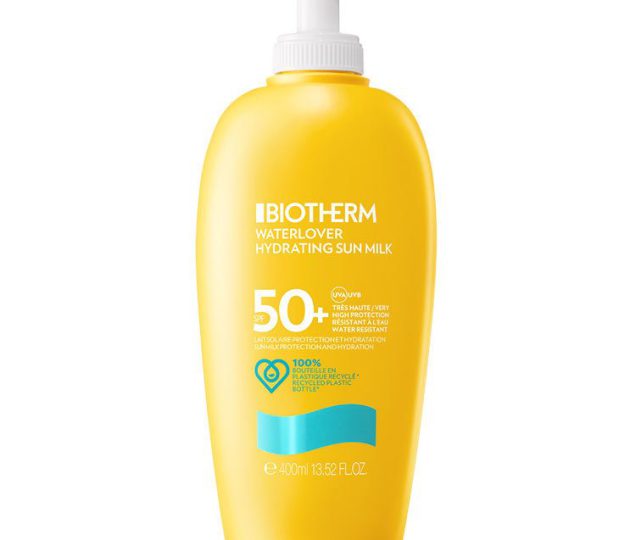 BIOTHERM
WATERLOVER
HYDRATING SUN MILK
SPF 50+
UVA UVB
TRÈS HAUTE / VERY
HIGH PROTECTION
RÉSISTANT À L'EAU
WATER RESISTANT
LAIT SOLAIRE PROTECTION ET HYDRATATION
SUN MILK PROTECTION AND HYDRATION
100%
BOUTEILLE EN
PLASTIQUE RECYCLÉ*
RECYCLED PLASTIC
BOTTLE*
℮ 400ml 13.52 FL.OZ.